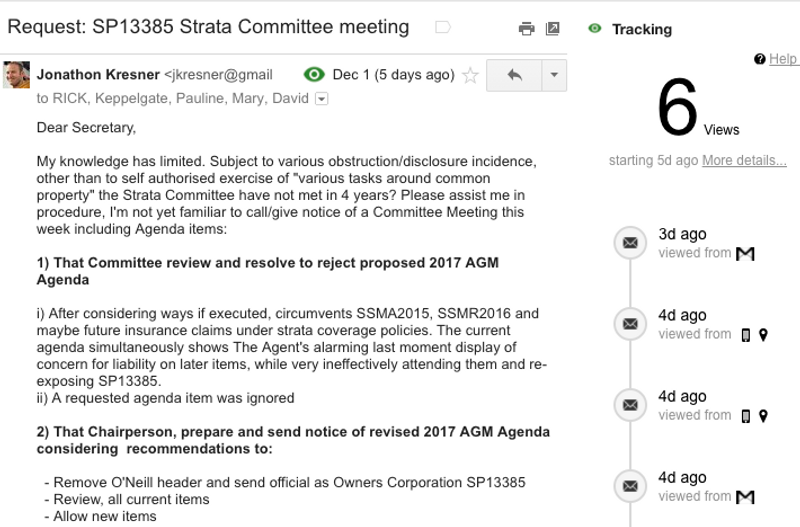 Request: SP13385 Strata Committee meeting
Jonathon Kresner <jkresner@gmail Dec 1 (5 days ago)
to RICK, Keppelgate, Pauline, Mary, David
Dear Secretary,
My knowledge has limited. Subject to various obstruction/disclosure incidence,
other than to self authorised exercise of "various tasks around common
property" the Strata Committee have not met in 4 years? Please assist me in
procedure, I'm not yet familiar to call/give notice of a Committee Meeting this
week including Agenda items:
1) That Committee review and resolve to reject proposed 2017 AGM
Agenda
i) After considering ways if executed, circumvents SSMA2015, SSMR2016 and
maybe future insurance claims under strata coverage policies. The current
agenda simultaneously shows The Agent's alarming last moment display of
concern for liability on later items, while very ineffectively attending them and re-
exposing SP13385.
ii) A requested agenda item was ignored
2) That Chairperson, prepare and send notice of revised 2017 AGM Agenda
considering recommendations to:
- Remove O'Neill header and send official as Owners Corporation SP13385
- Review, all current items
- Allow new items
Tracking
? Help
6 Views
starting 5d ago More details...
3d ago
viewed from
4d ago
viewed from
4d ago
viewed from
4d ago
viewed from